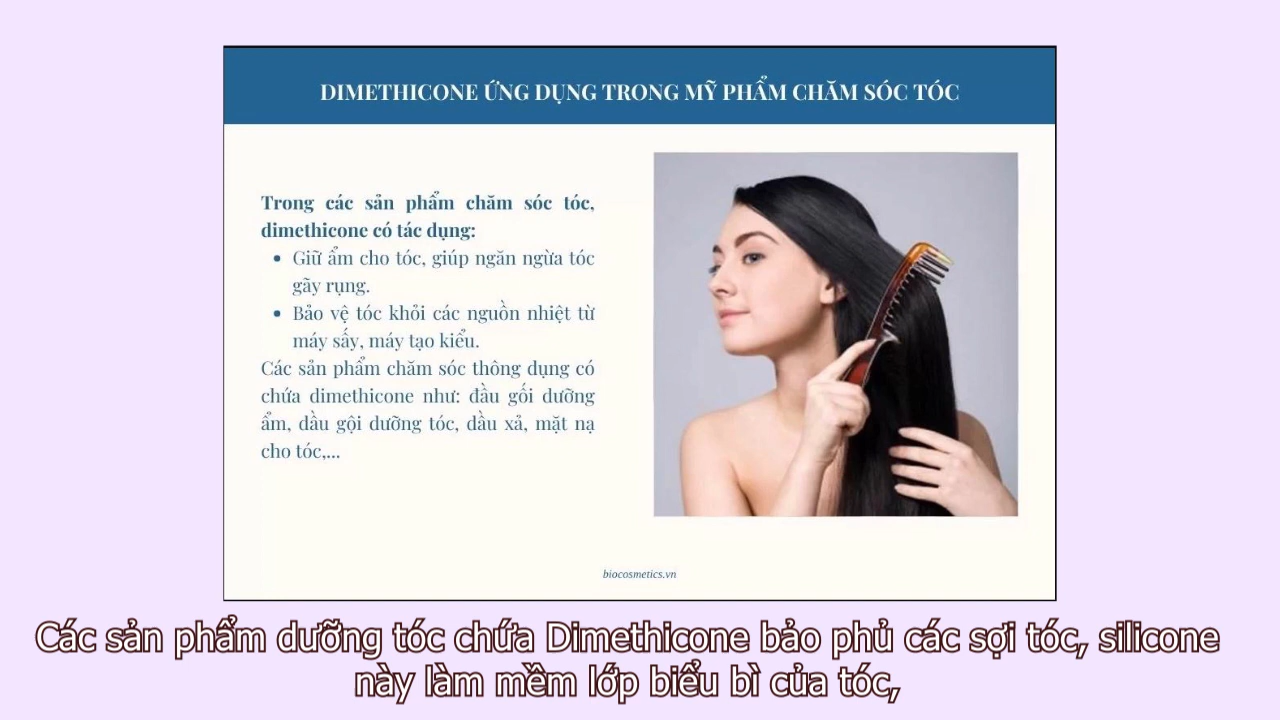 DIMETHICONE ỨNG DỤNG TRONG MỸ PHẨM CHĂM SÓC TÓC
Trong các sản phẩm chăm sóc tóc,
dimethicone có tác dụng:
• Giữ ẩm cho tóc, giúp ngăn ngừa tóc
gãy rụng.
• Bảo vệ tóc khỏi các nguồn nhiệt từ
máy sấy, máy tạo kiểu.
Các sản phẩm chăm sóc thông dụng có
chứa dimethicone như: đầu gối dưỡng
ẩm, dầu gội dưỡng tóc, dầu xả, mặt nạ
cho tóc,...
biocosmetics.vn
Các sản phẩm dưỡng tóc chứa Dimethicone bảo phủ các sợi tóc, silicone
này làm mềm lớp biểu bì của tóc,